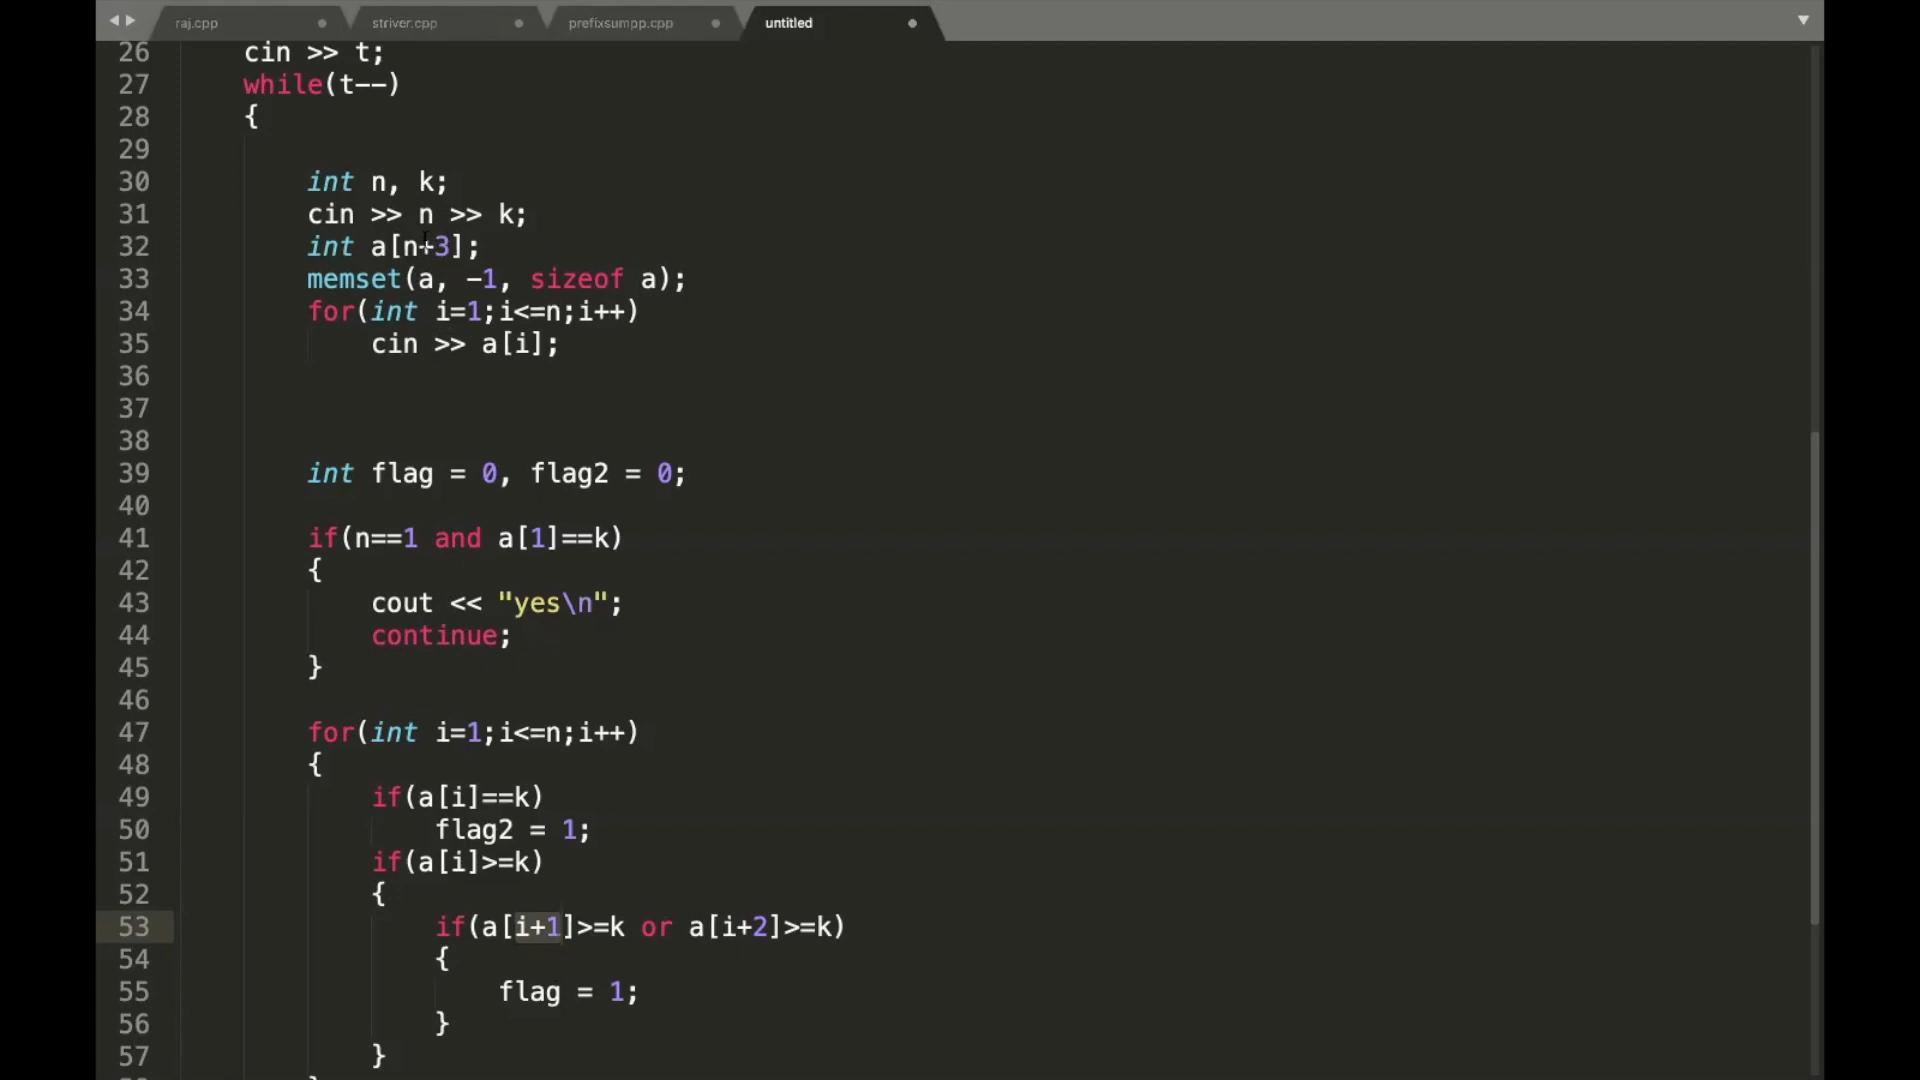 raj.cpp striver.cpp prefixsumpp.cpp untitled
26 cin >> t;
27 while(t--)
28 {
29
30 int n, k;
31 cin >> n >> k;
32 int a[n+3];
33 memset(a, -1, sizeof a);
34 for(int i=1;i<=n;i++)
35 cin >> a[i];
36
37
38
39 int flag = 0, flag2 = 0;
40
41 if(n==1 and a[1]==k)
42 {
43 cout << "yes\n";
44 continue;
45 }
46
47 for(int i=1;i<=n;i++)
48 {
49 if(a[i]==k)
50 flag2 = 1;
51 if(a[i]>=k)
52 {
53 if(a[i+1]>=k or a[i+2]>=k)
54 {
55 flag = 1;
56 }
57 }